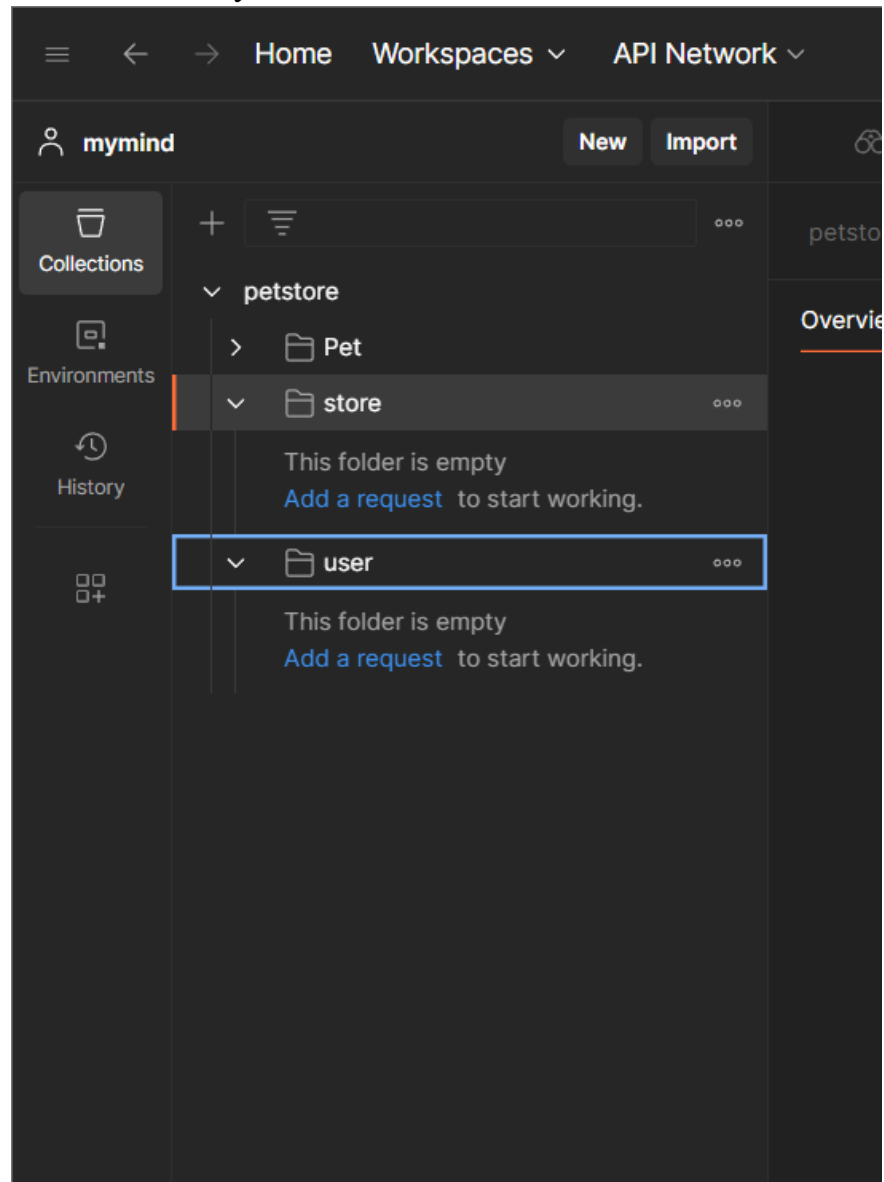 Home Workspaces API Network
mymind New Import
Collections
petsto
petstore
Overvie
Pet
Environments
store
This folder is empty
Add a request to start working.
History
user
This folder is empty
Add a request to start working.